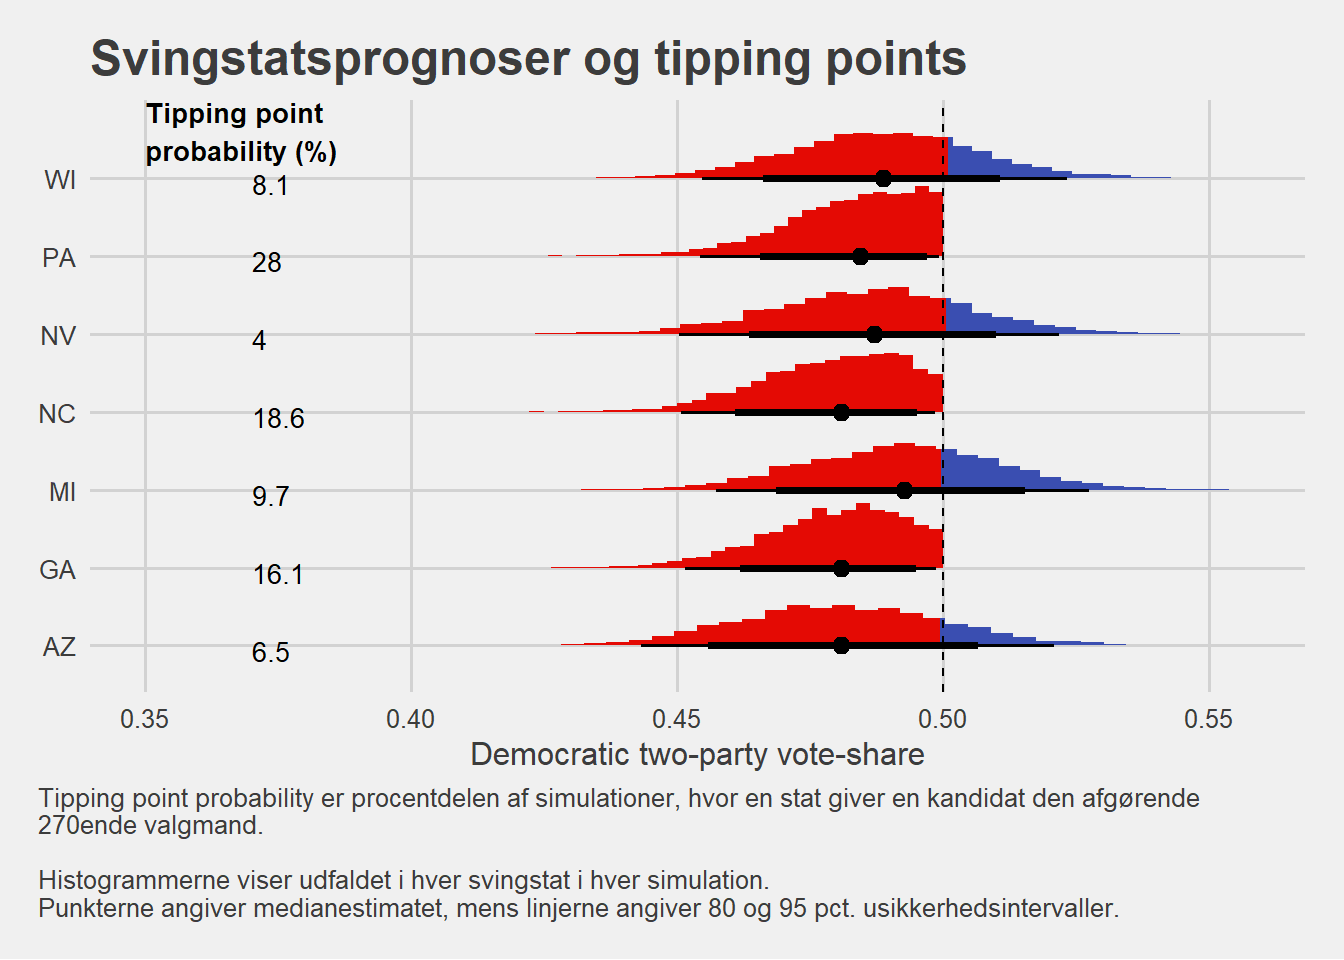 Svingstatsprognoser og tipping points
Tipping point
probability (%)
WI 8.1
PA 28
NV 4
NC 18.6
MI 9.7
GA 16.1
AZ 6.5
0.35 0.40 0.45 0.50 0.55
Democratic two-party vote-share
Tipping point probability er procentdelen af simulationer, hvor en stat giver en kandidat den afgørende
270ende valgmand.
Histogrammerne viser udfaldet i hver svingstat i hver simulation.
Punkterne angiver medianestimatet, mens linjerne angiver 80 og 95 pct. usikkerhedsintervaller.